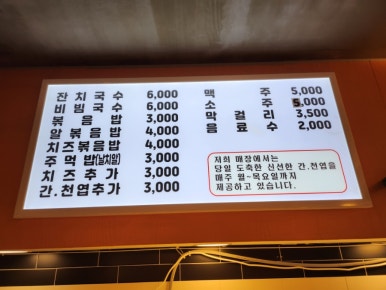 잔치국수 6,000
비빔국수 6,000
볶음밥 3,000
알볶음밥 4,000
치즈볶음밥 4,000
주먹밥(날치알) 3,000
치즈추가 3,000
간.천엽추가 3,000
맥주 5,000
소주 5,000
막걸리 3,500
음료수 2,000
저희 매장에서는
당일 도축한 신선한 간.천엽을
매주 월~목요일까지
제공하고 있습니다.